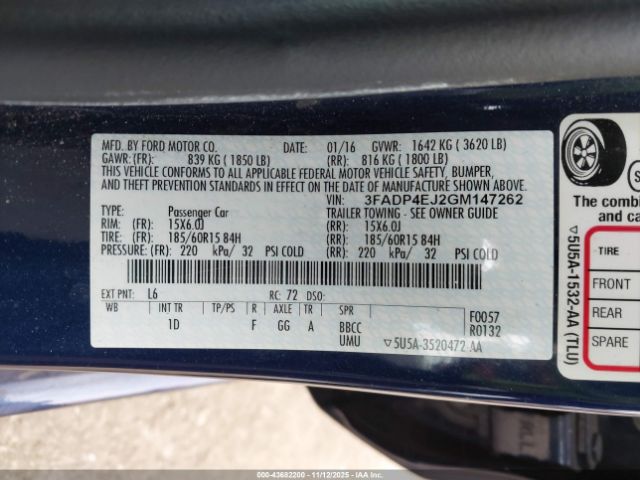 MFD. BY FORD MOTOR CO. DATE: 01/16 GVWR: 1642 KG ( 3620 LB)
GAWR: (FR): 839 KG ( 1850 LB) (RR): 816 KG ( 1800 LB)
THIS VEHICLE CONFORMS TO ALL APPLICABLE FEDERAL MOTOR VEHICLE SAFETY, BUMPER,
AND THEFT PREVENTION STANDARDS IN EFFECT ON THE DATE OF MANUFACTURE SHOWN ABOVE.
VIN: 3FADP4EJ2GM147262
TYPE: Passenger Car TRAILER TOWING - SEE OWNER GUIDE
RIM: (FR): 15X6.0J (RR): 15X6.0J
TIRE: (FR): 185/60R15 84H (RR): 185/60R15 84H
PRESSURE: (FR): 220 kPa/ 32 PSI COLD (RR): 220 kPa/ 32 PSI COLD
EXT PNT: L6 RC: 72 DSO:
WB INT TR TP/PS R AXLE TR SPR
1D F GG A BBCC
UMU
F0057
R0132
▽5U5A-3520472-AA
The combin
cargo
TIRE
FRONT
REAR
SPARE
▽5U5A-1532-AA (TLU)
000-43682200 - 11/12/2025 - IAA